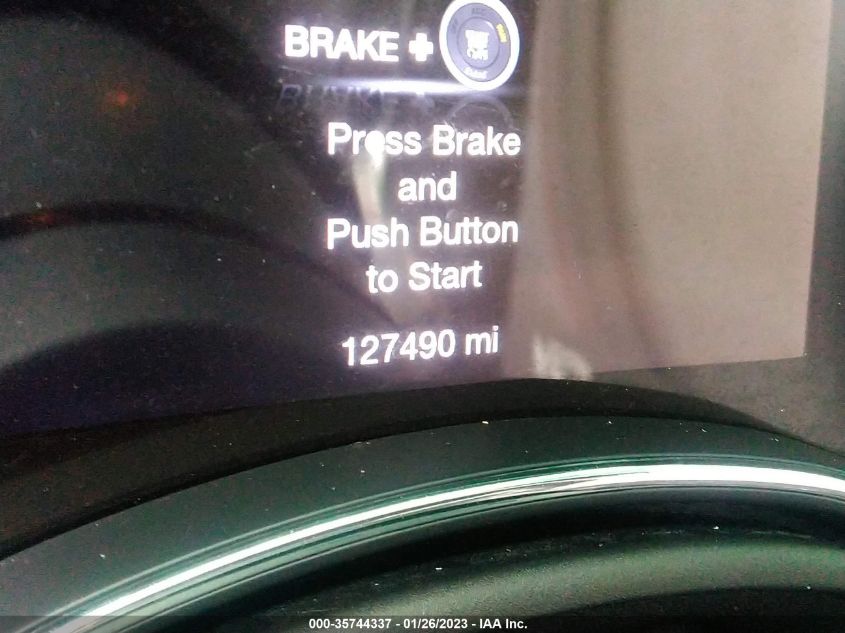 BRAKE +
Press Brake
and
Push Button
to Start
127490 mi
000-35744337 - 01/26/2023 - IAA Inc.